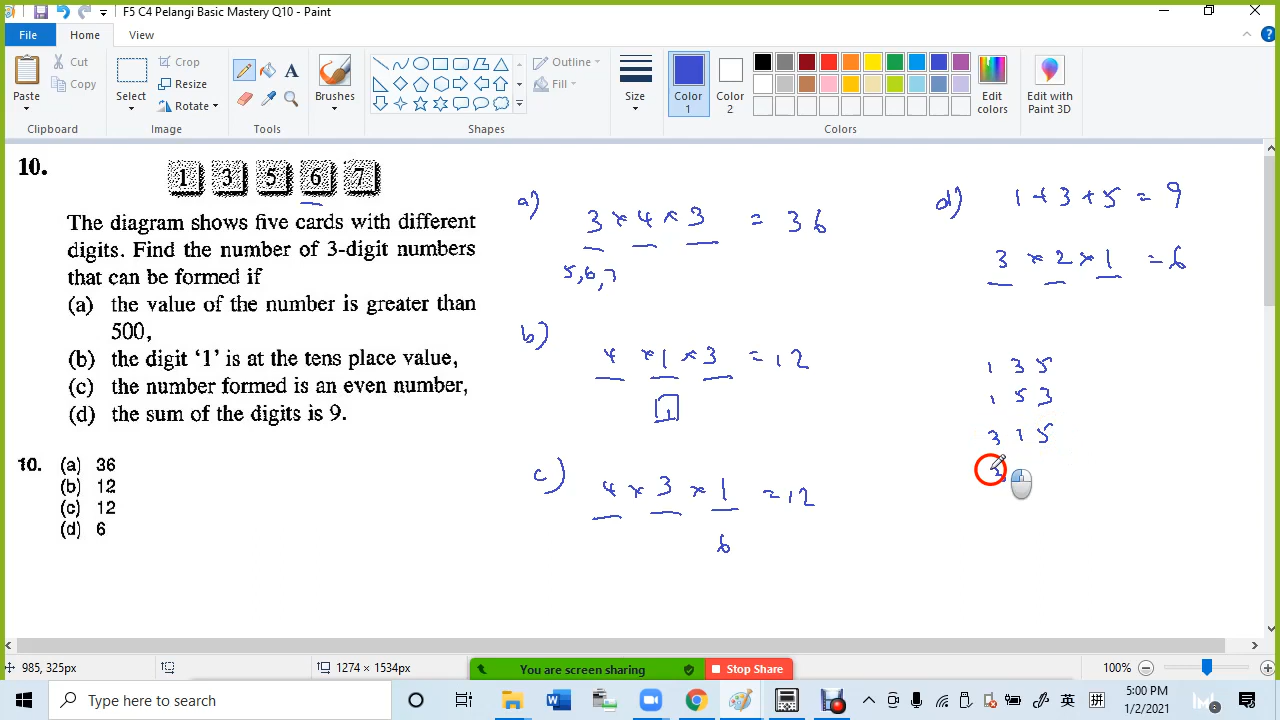 F5 C4 Pelangi Basic Mastery Q10 - Paint
File Home View
Paste Cut Copy
Clipboard
Select Crop Resize Rotate
Image
Tools
Brushes
Shapes
Outline Fill
Size
Color 1
Color 2
Colors
Edit colors
Edit with Paint 3D
10.
1 3 5 6 7
The diagram shows five cards with different
digits. Find the number of 3-digit numbers
that can be formed if
(a) the value of the number is greater than
500,
(b) the digit '1' is at the tens place value,
(c) the number formed is an even number,
(d) the sum of the digits is 9.
10. (a) 36
(b) 12
(c) 12
(d) 6
a)
3 × 4 × 3 = 36
5,6,7
b)
4 × 1 × 3 = 12
1
c)
4 × 3 × 1 = 12
6
d) 1 + 3 + 5 = 9
3 × 2 × 1 = 6
1 3 5
1 5 3
3 1 5
985, 325px
1274 × 1534px
You are screen sharing
Stop Share
100%
Type here to search
英
拼
5:00 PM
1/2/2021
2